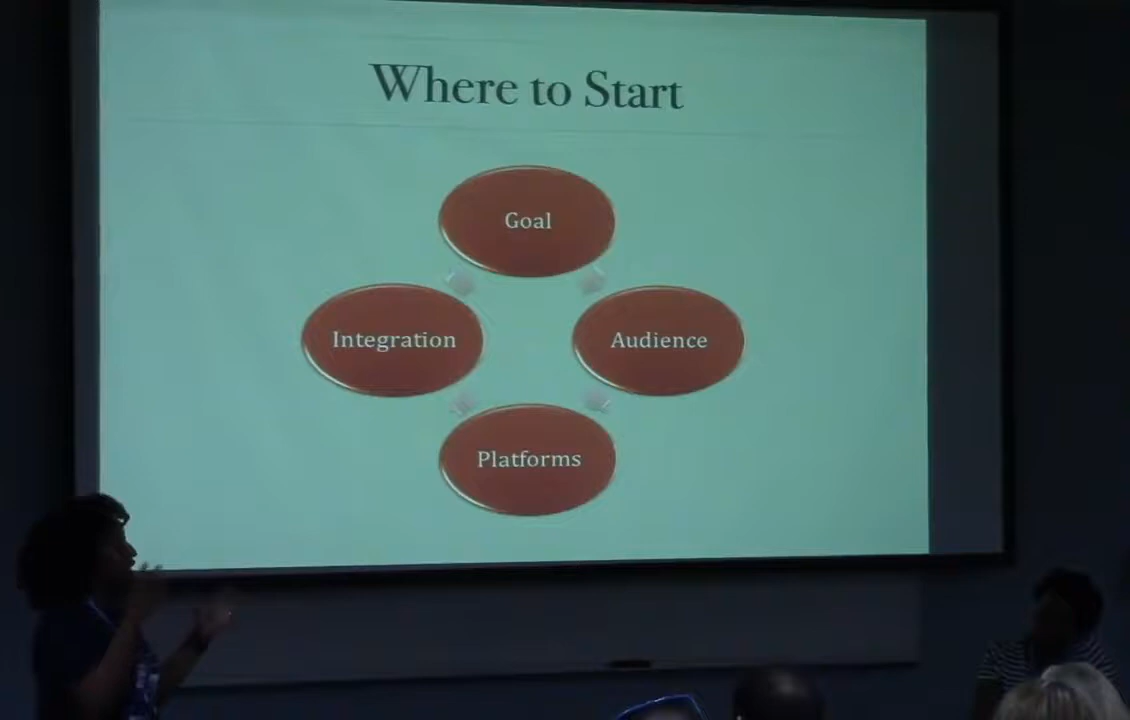 Where to Start
Goal
Integration
Audience
Platforms